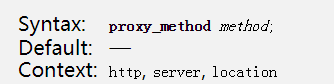 Syntax: proxy_method method;
Default: —
Context: http, server, location